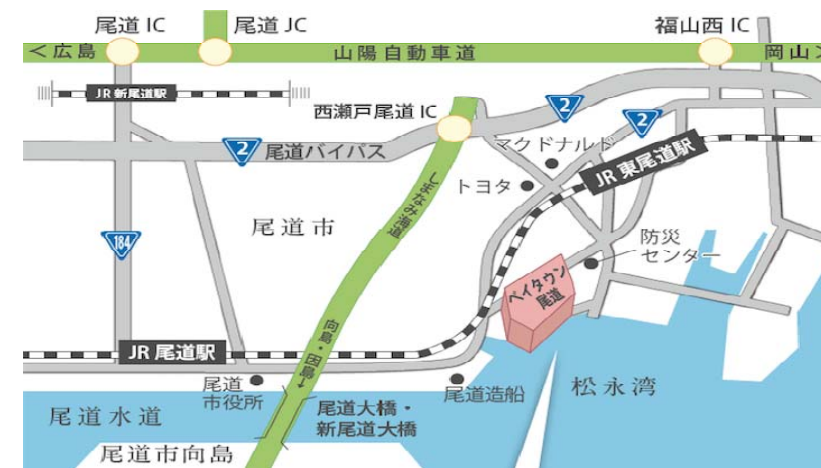 尾道 IC
尾道 JC
福山西 IC
＜広島
山陽自動車道
岡山＞
JR 新尾道駅
西瀬戸尾道 IC
2
2
マクドナルド
2
尾道バイパス
トヨタ
JR 東尾道駅
しまなみ海道
尾道市
184
防災
センター
ベイタウン
尾道
向島・因島→
JR 尾道駅
尾道
市役所
尾道造船
松永湾
尾道水道
尾道大橋・
新尾道大橋
尾道市向島